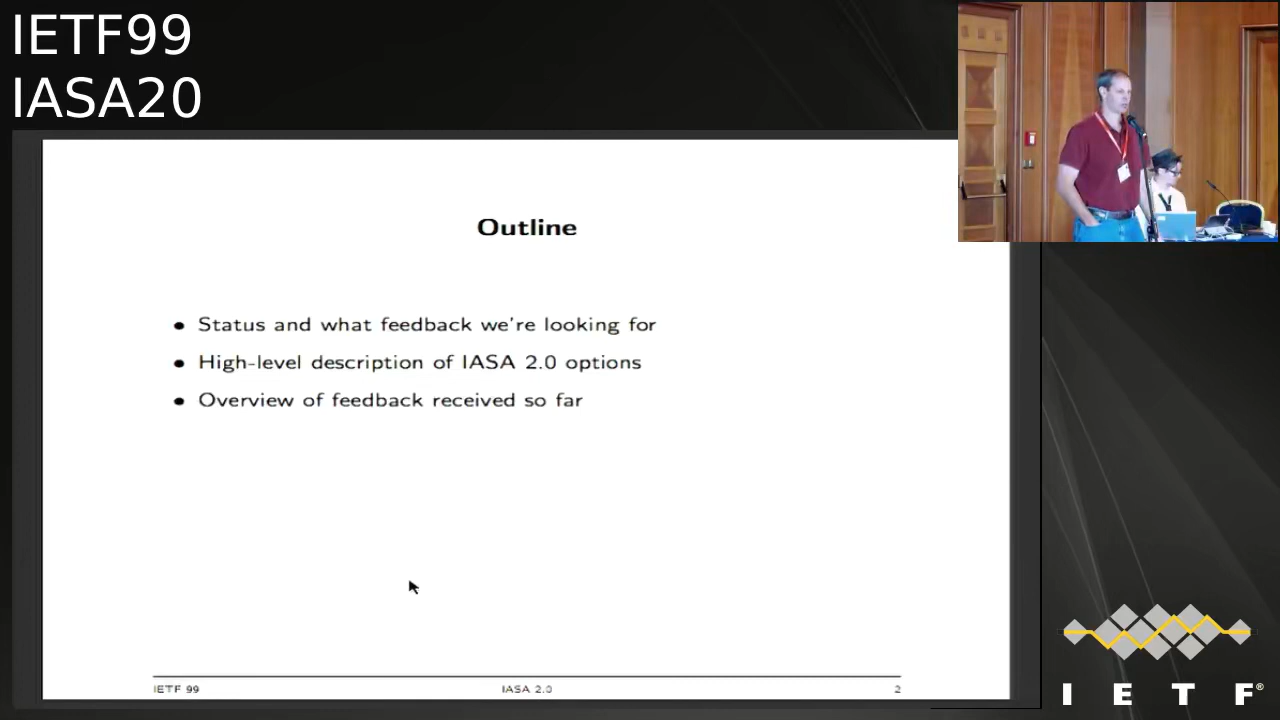 IETF99
IASA20
Outline
• Status and what feedback we're looking for
• High-level description of IASA 2.0 options
• Overview of feedback received so far
IETF 99
IASA 2.0
2
I E T F®